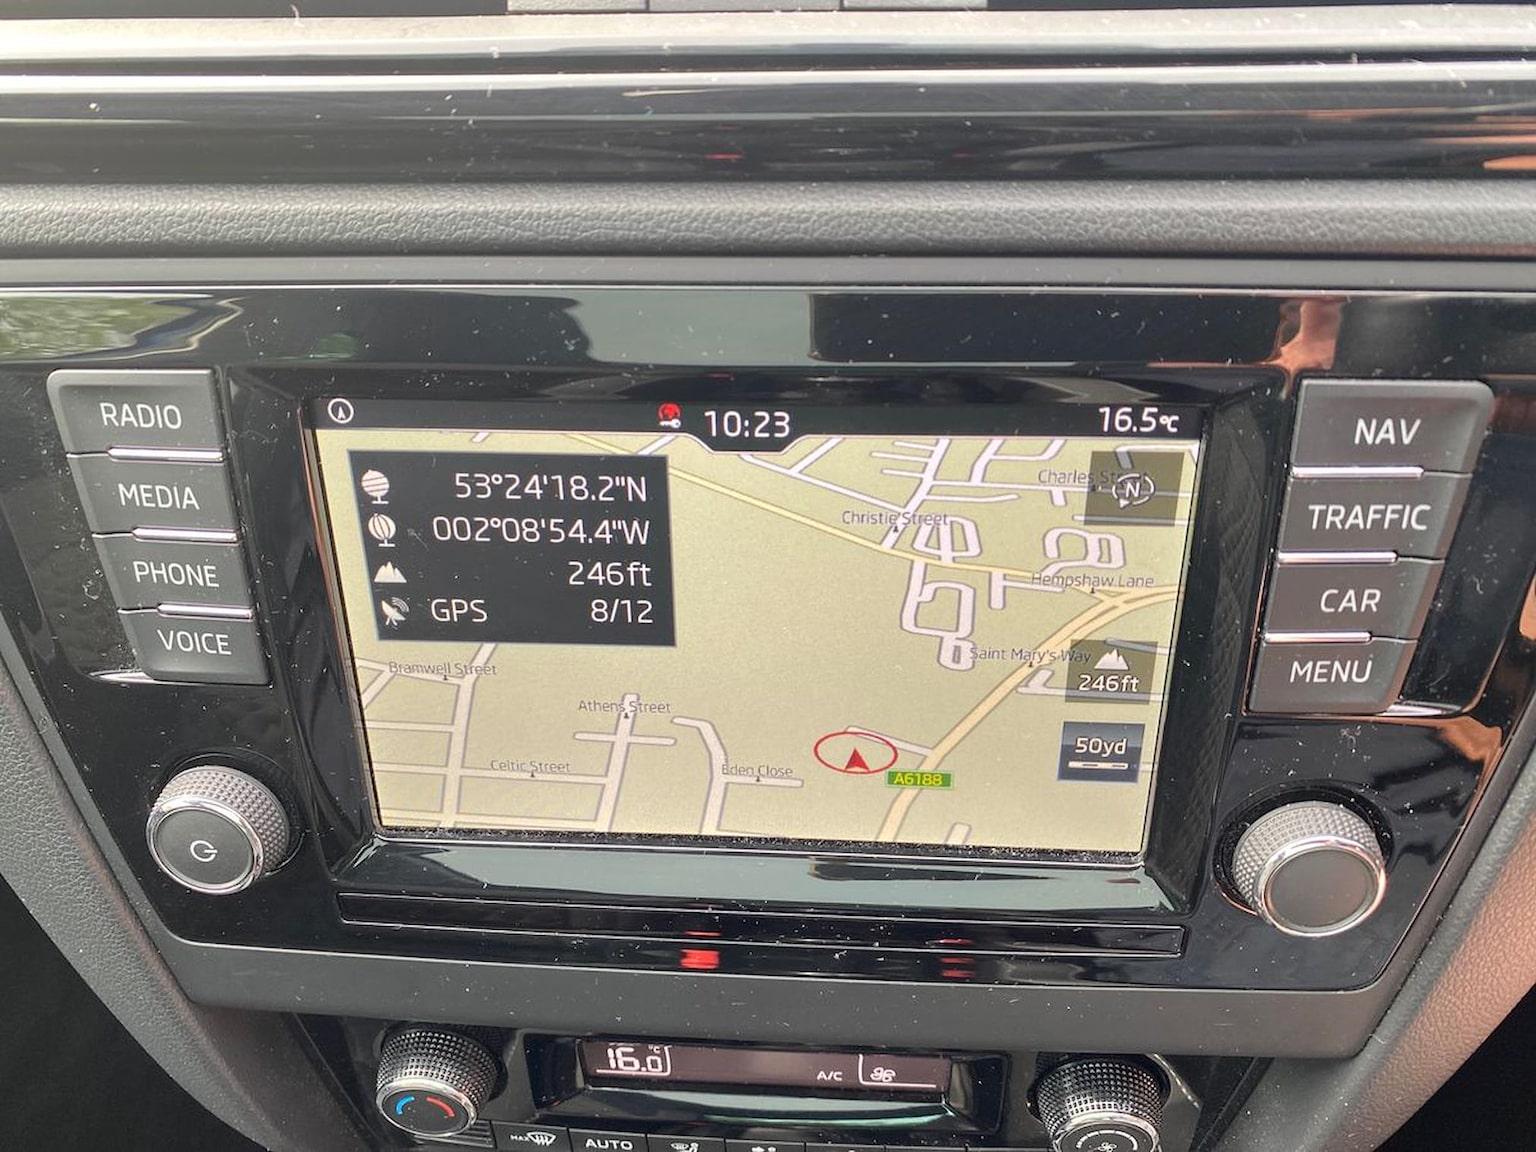 10:23
16.5°C
53°24'18.2"N
002°08'54.4"W
246ft
GPS 8/12
Charles
N
Christie Street
Hempshaw Lane
Saint Mary's Way
246ft
Bramwell Street
Athens Street
Celtic Street
Eden Close
50yd
A6188
RADIO
MEDIA
PHONE
VOICE
NAV
TRAFFIC
CAR
MENU
16.0°C
A/C
MAX
AUTO